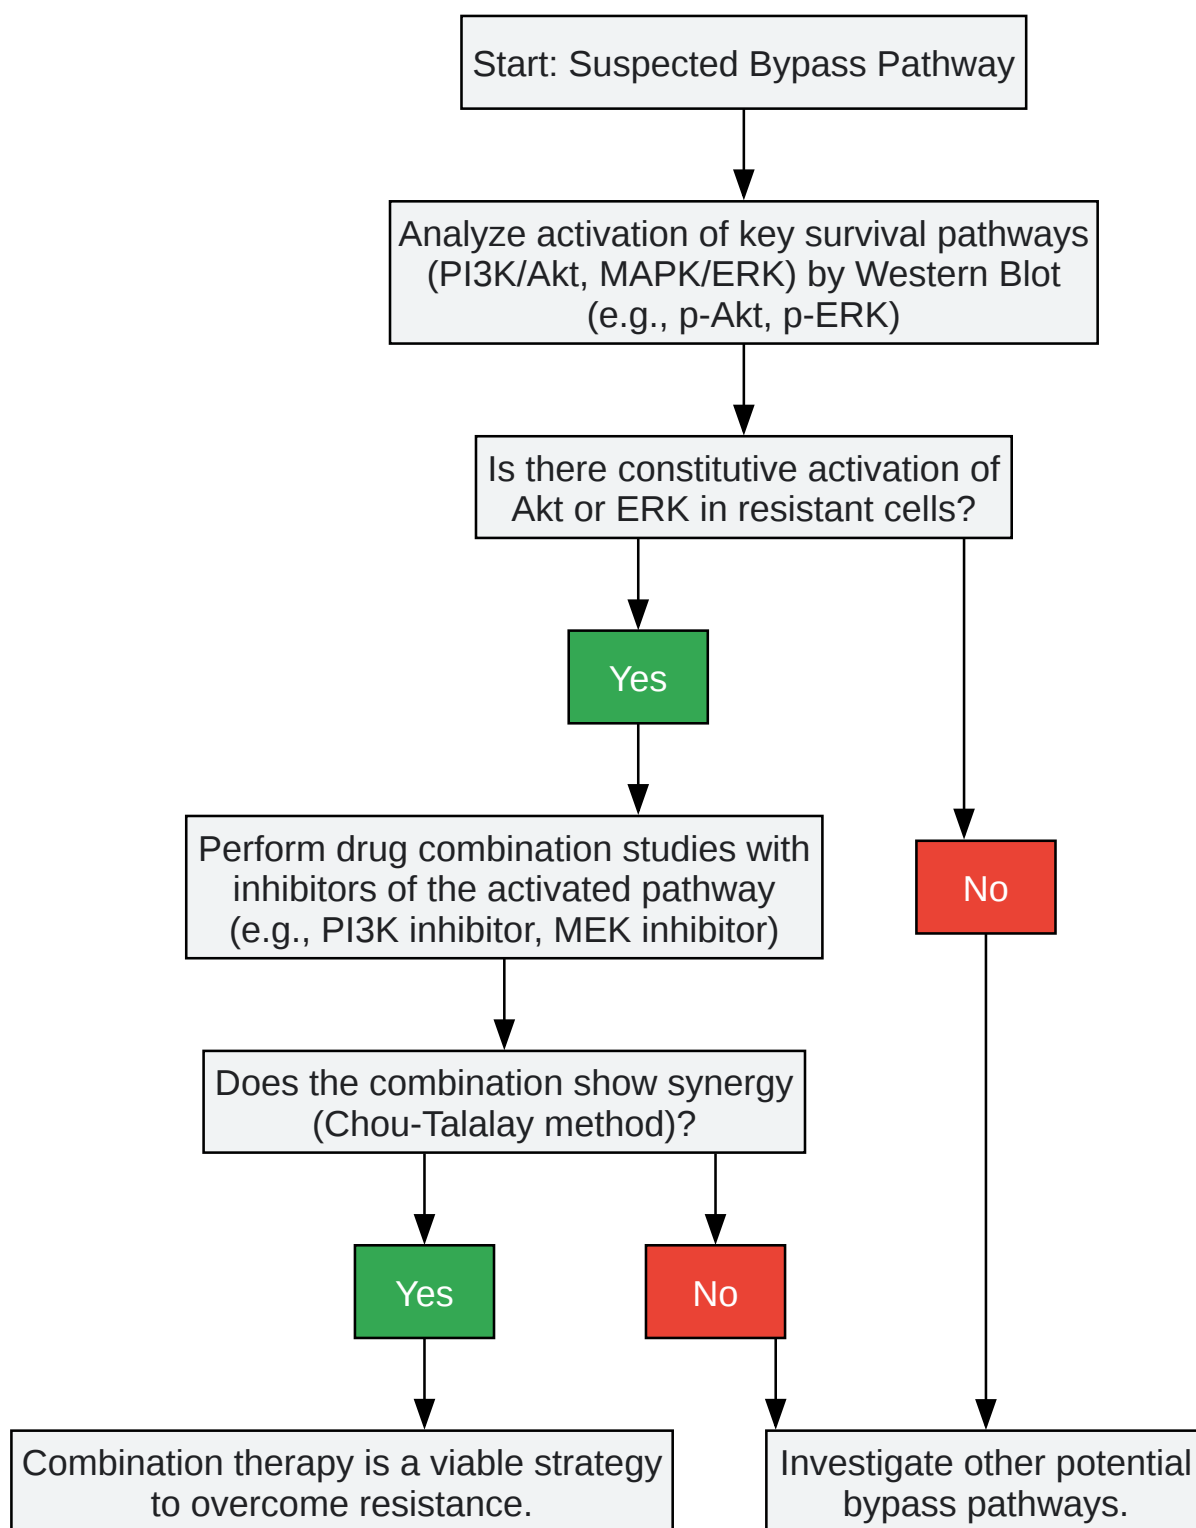 Start: Suspected Bypass Pathway
Analyze activation of key survival pathways
(PI3K/Akt, MAPK/ERK) by Western Blot
(e.g., p-Akt, p-ERK)
Is there constitutive activation of
Akt or ERK in resistant cells?
Yes
Perform drug combination studies with
inhibitors of the activated pathway
(e.g., PI3K inhibitor, MEK inhibitor)
No
Does the combination show synergy
(Chou-Talalay method)?
Yes
No
Combination therapy is a viable strategy
to overcome resistance.
Investigate other potential
bypass pathways.